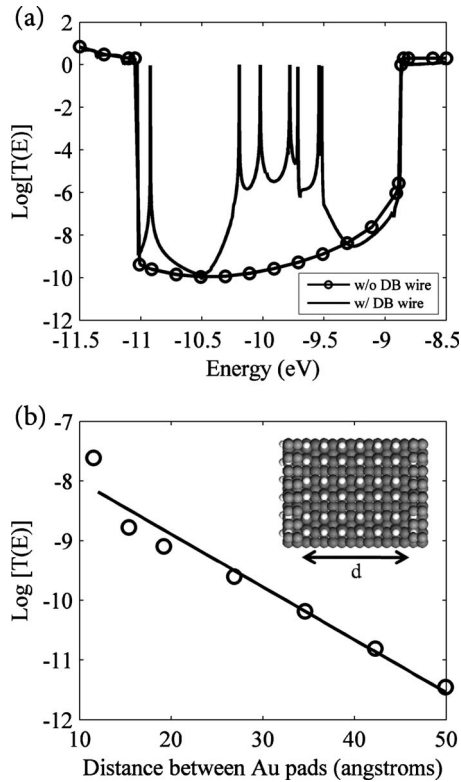 (a)
2
0
-2
-4
-6
-8
-10
-12
Log[T(E)]
w/o DB wire
w/ DB wire
-11.5 -11 -10.5 -10 -9.5 -9 -8.5
Energy (eV)
(b)
-7
-8
-9
-10
-11
-12
Log [T(E)]
d
10 20 30 40 50
Distance between Au pads (angstroms)